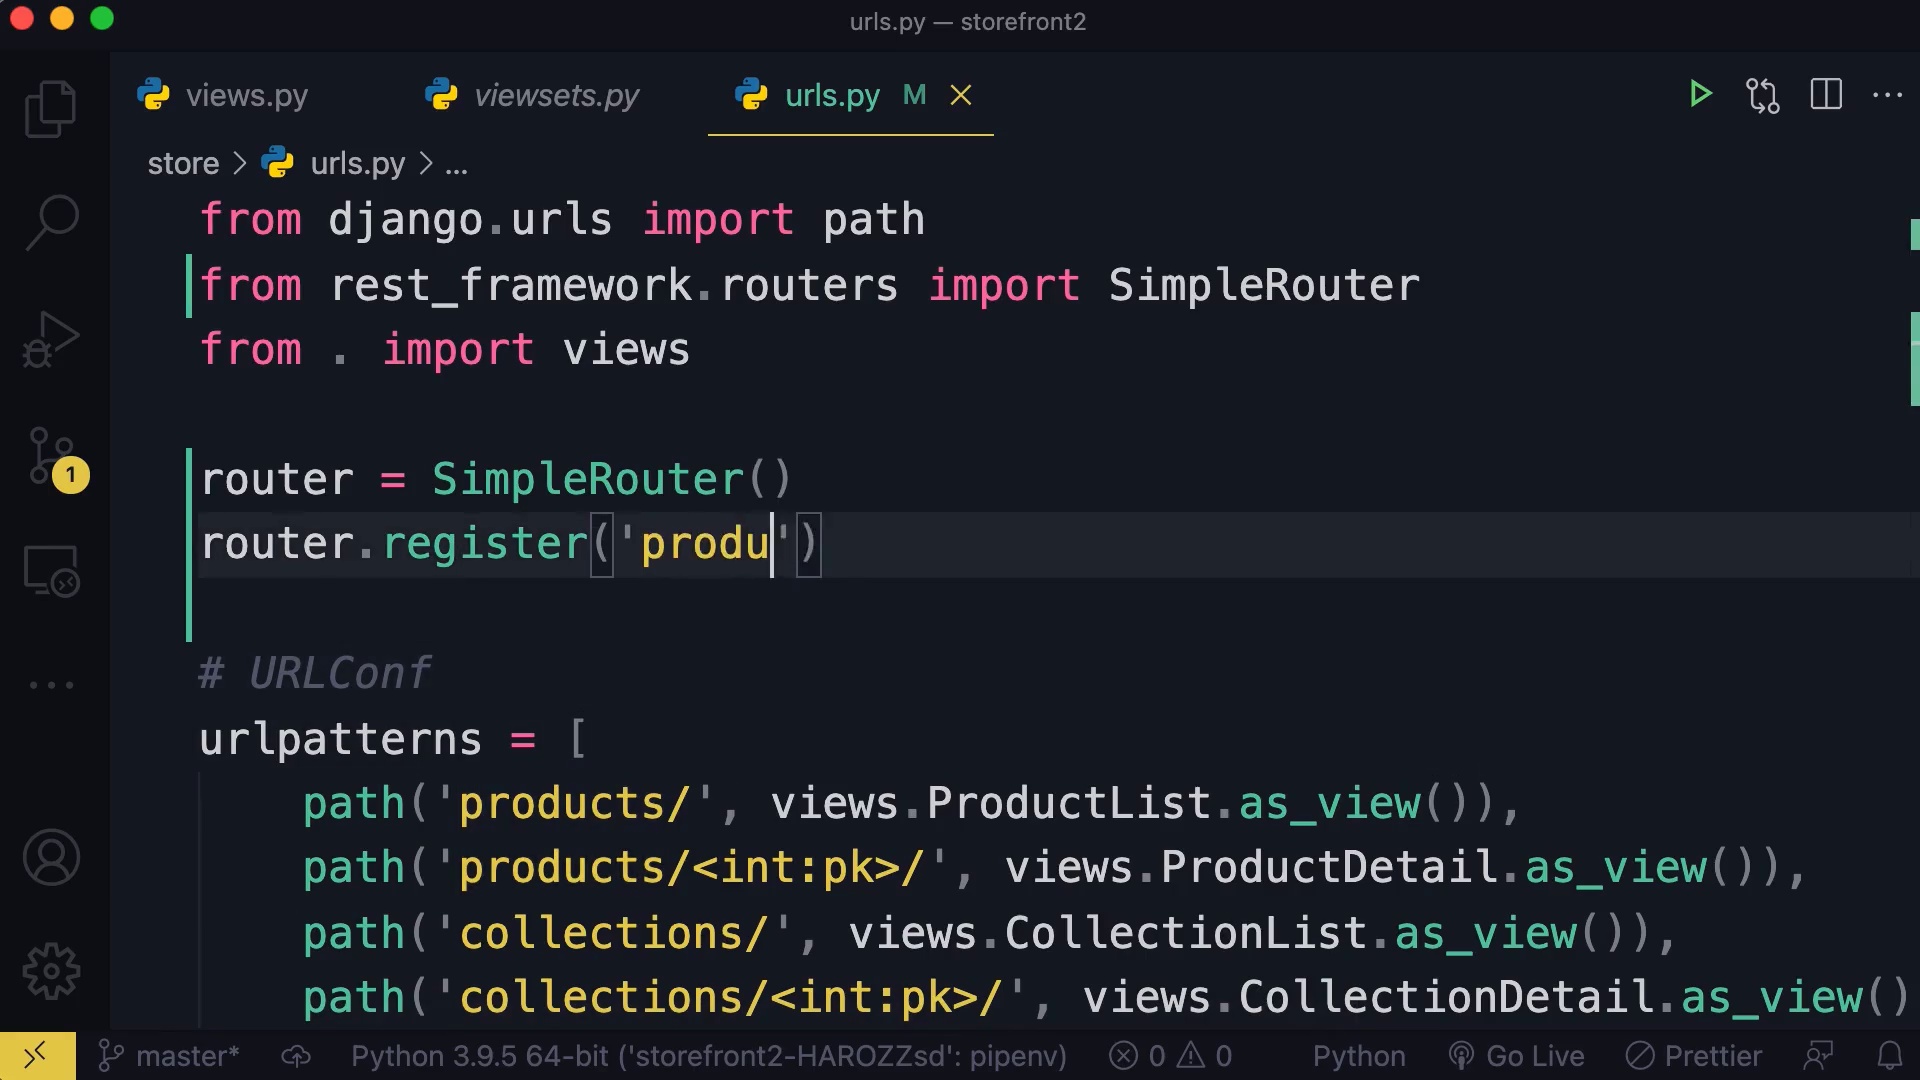 urls.py — storefront2
views.py viewsets.py urls.py M
store > urls.py > ...
from django.urls import path
from rest_framework.routers import SimpleRouter
from . import views
router = SimpleRouter()
router.register('produ')
# URLConf
urlpatterns = [
path('products/', views.ProductList.as_view()),
path('products/<int:pk>/', views.ProductDetail.as_view()),
path('collections/', views.CollectionList.as_view()),
path('collections/<int:pk>/', views.CollectionDetail.as_view()
1
master* Python 3.9.5 64-bit ('storefront2-HAROZZsd': pipenv) 0 0 Python Go Live Prettier